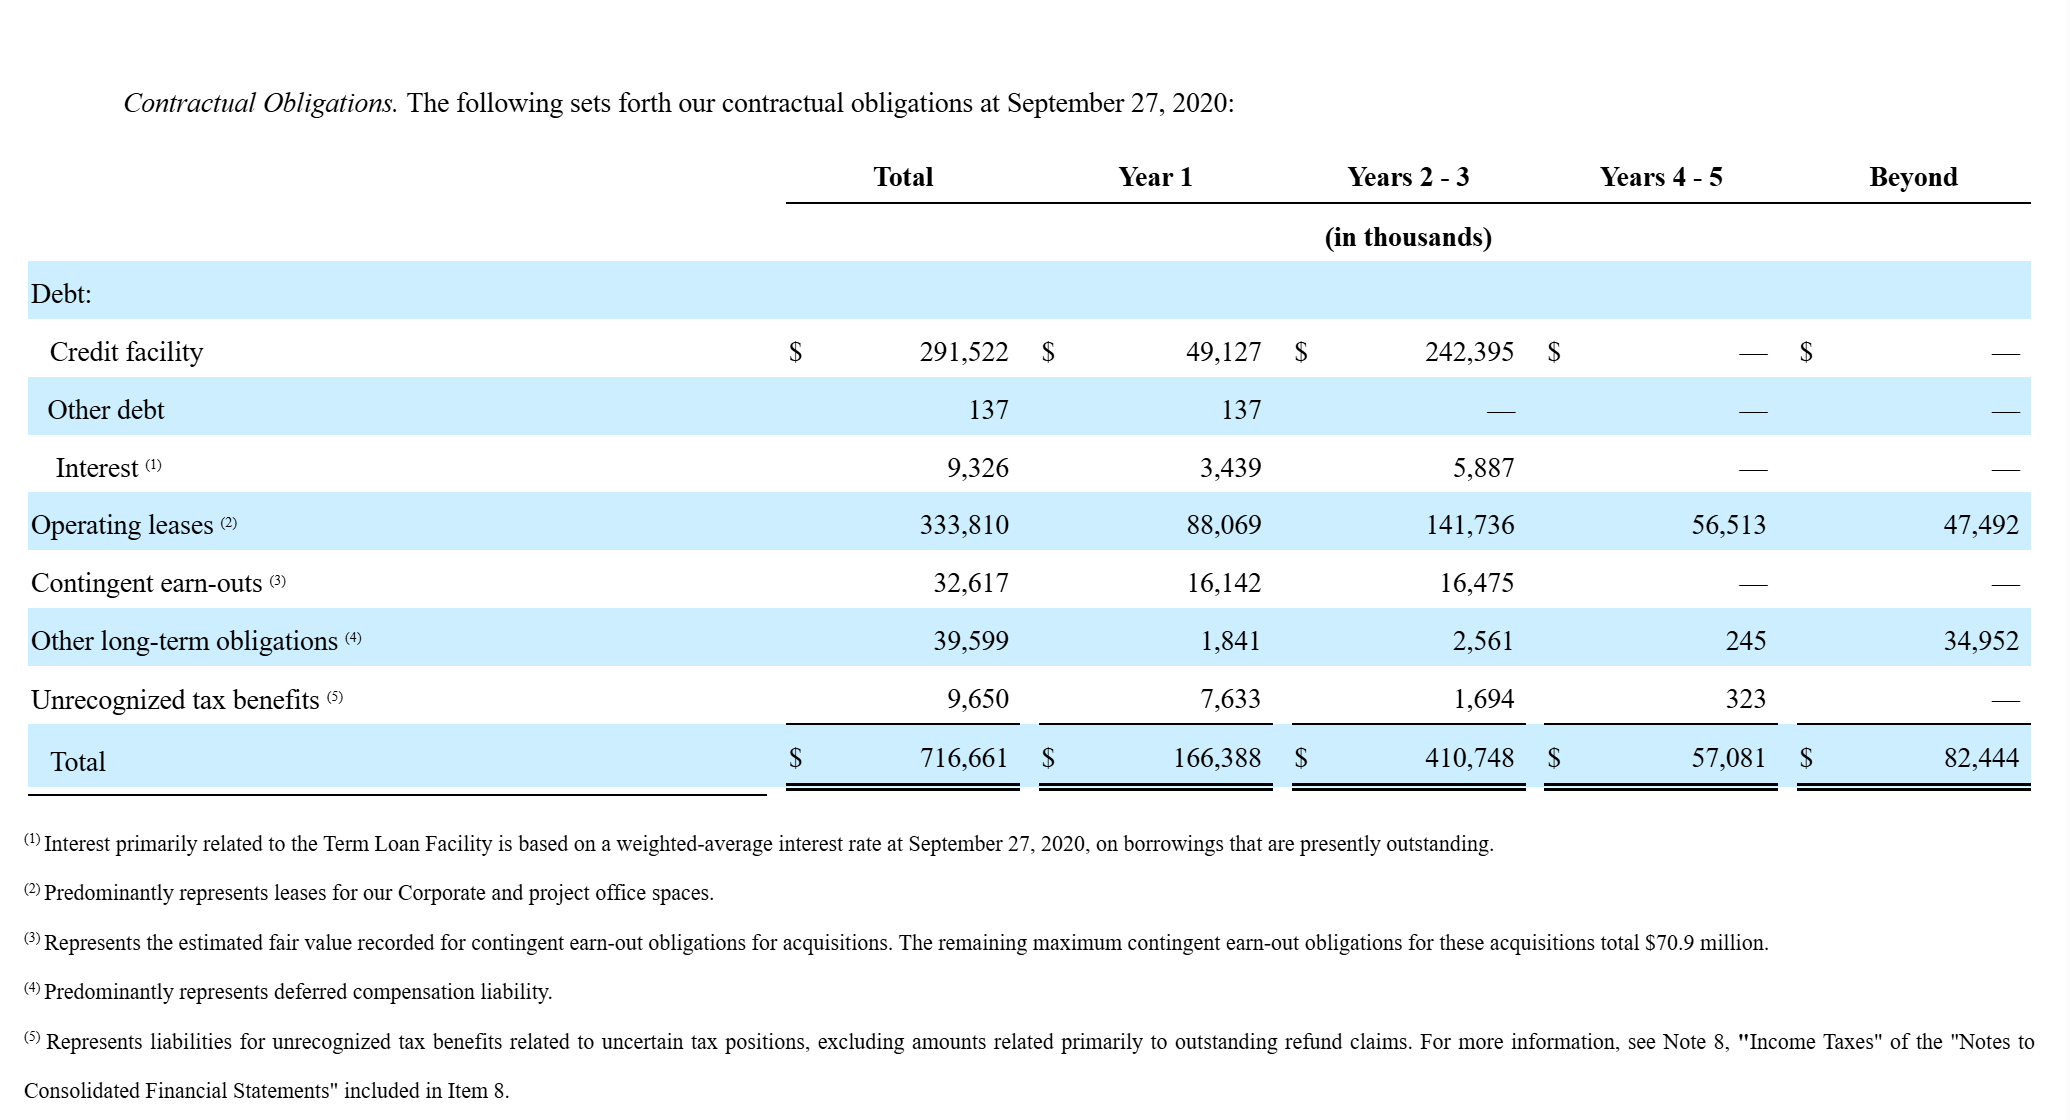 Contractual Obligations. The following sets forth our contractual obligations at September 27, 2020:
Total Year 1 Years 2 - 3 Years 4 - 5 Beyond
(in thousands)
Debt:
Credit facility $ 291,522 $ 49,127 $ 242,395 $ — $ —
Other debt 137 137 — — —
Interest (1) 9,326 3,439 5,887 — —
Operating leases (2) 333,810 88,069 141,736 56,513 47,492
Contingent earn-outs (3) 32,617 16,142 16,475 — —
Other long-term obligations (4) 39,599 1,841 2,561 245 34,952
Unrecognized tax benefits (5) 9,650 7,633 1,694 323 —
Total $ 716,661 $ 166,388 $ 410,748 $ 57,081 $ 82,444
(1) Interest primarily related to the Term Loan Facility is based on a weighted-average interest rate at September 27, 2020, on borrowings that are presently outstanding.
(2) Predominantly represents leases for our Corporate and project office spaces.
(3) Represents the estimated fair value recorded for contingent earn-out obligations for acquisitions. The remaining maximum contingent earn-out obligations for these acquisitions total $70.9 million.
(4) Predominantly represents deferred compensation liability.
(5) Represents liabilities for unrecognized tax benefits related to uncertain tax positions, excluding amounts related primarily to outstanding refund claims. For more information, see Note 8, "Income Taxes" of the "Notes to
Consolidated Financial Statements" included in Item 8.